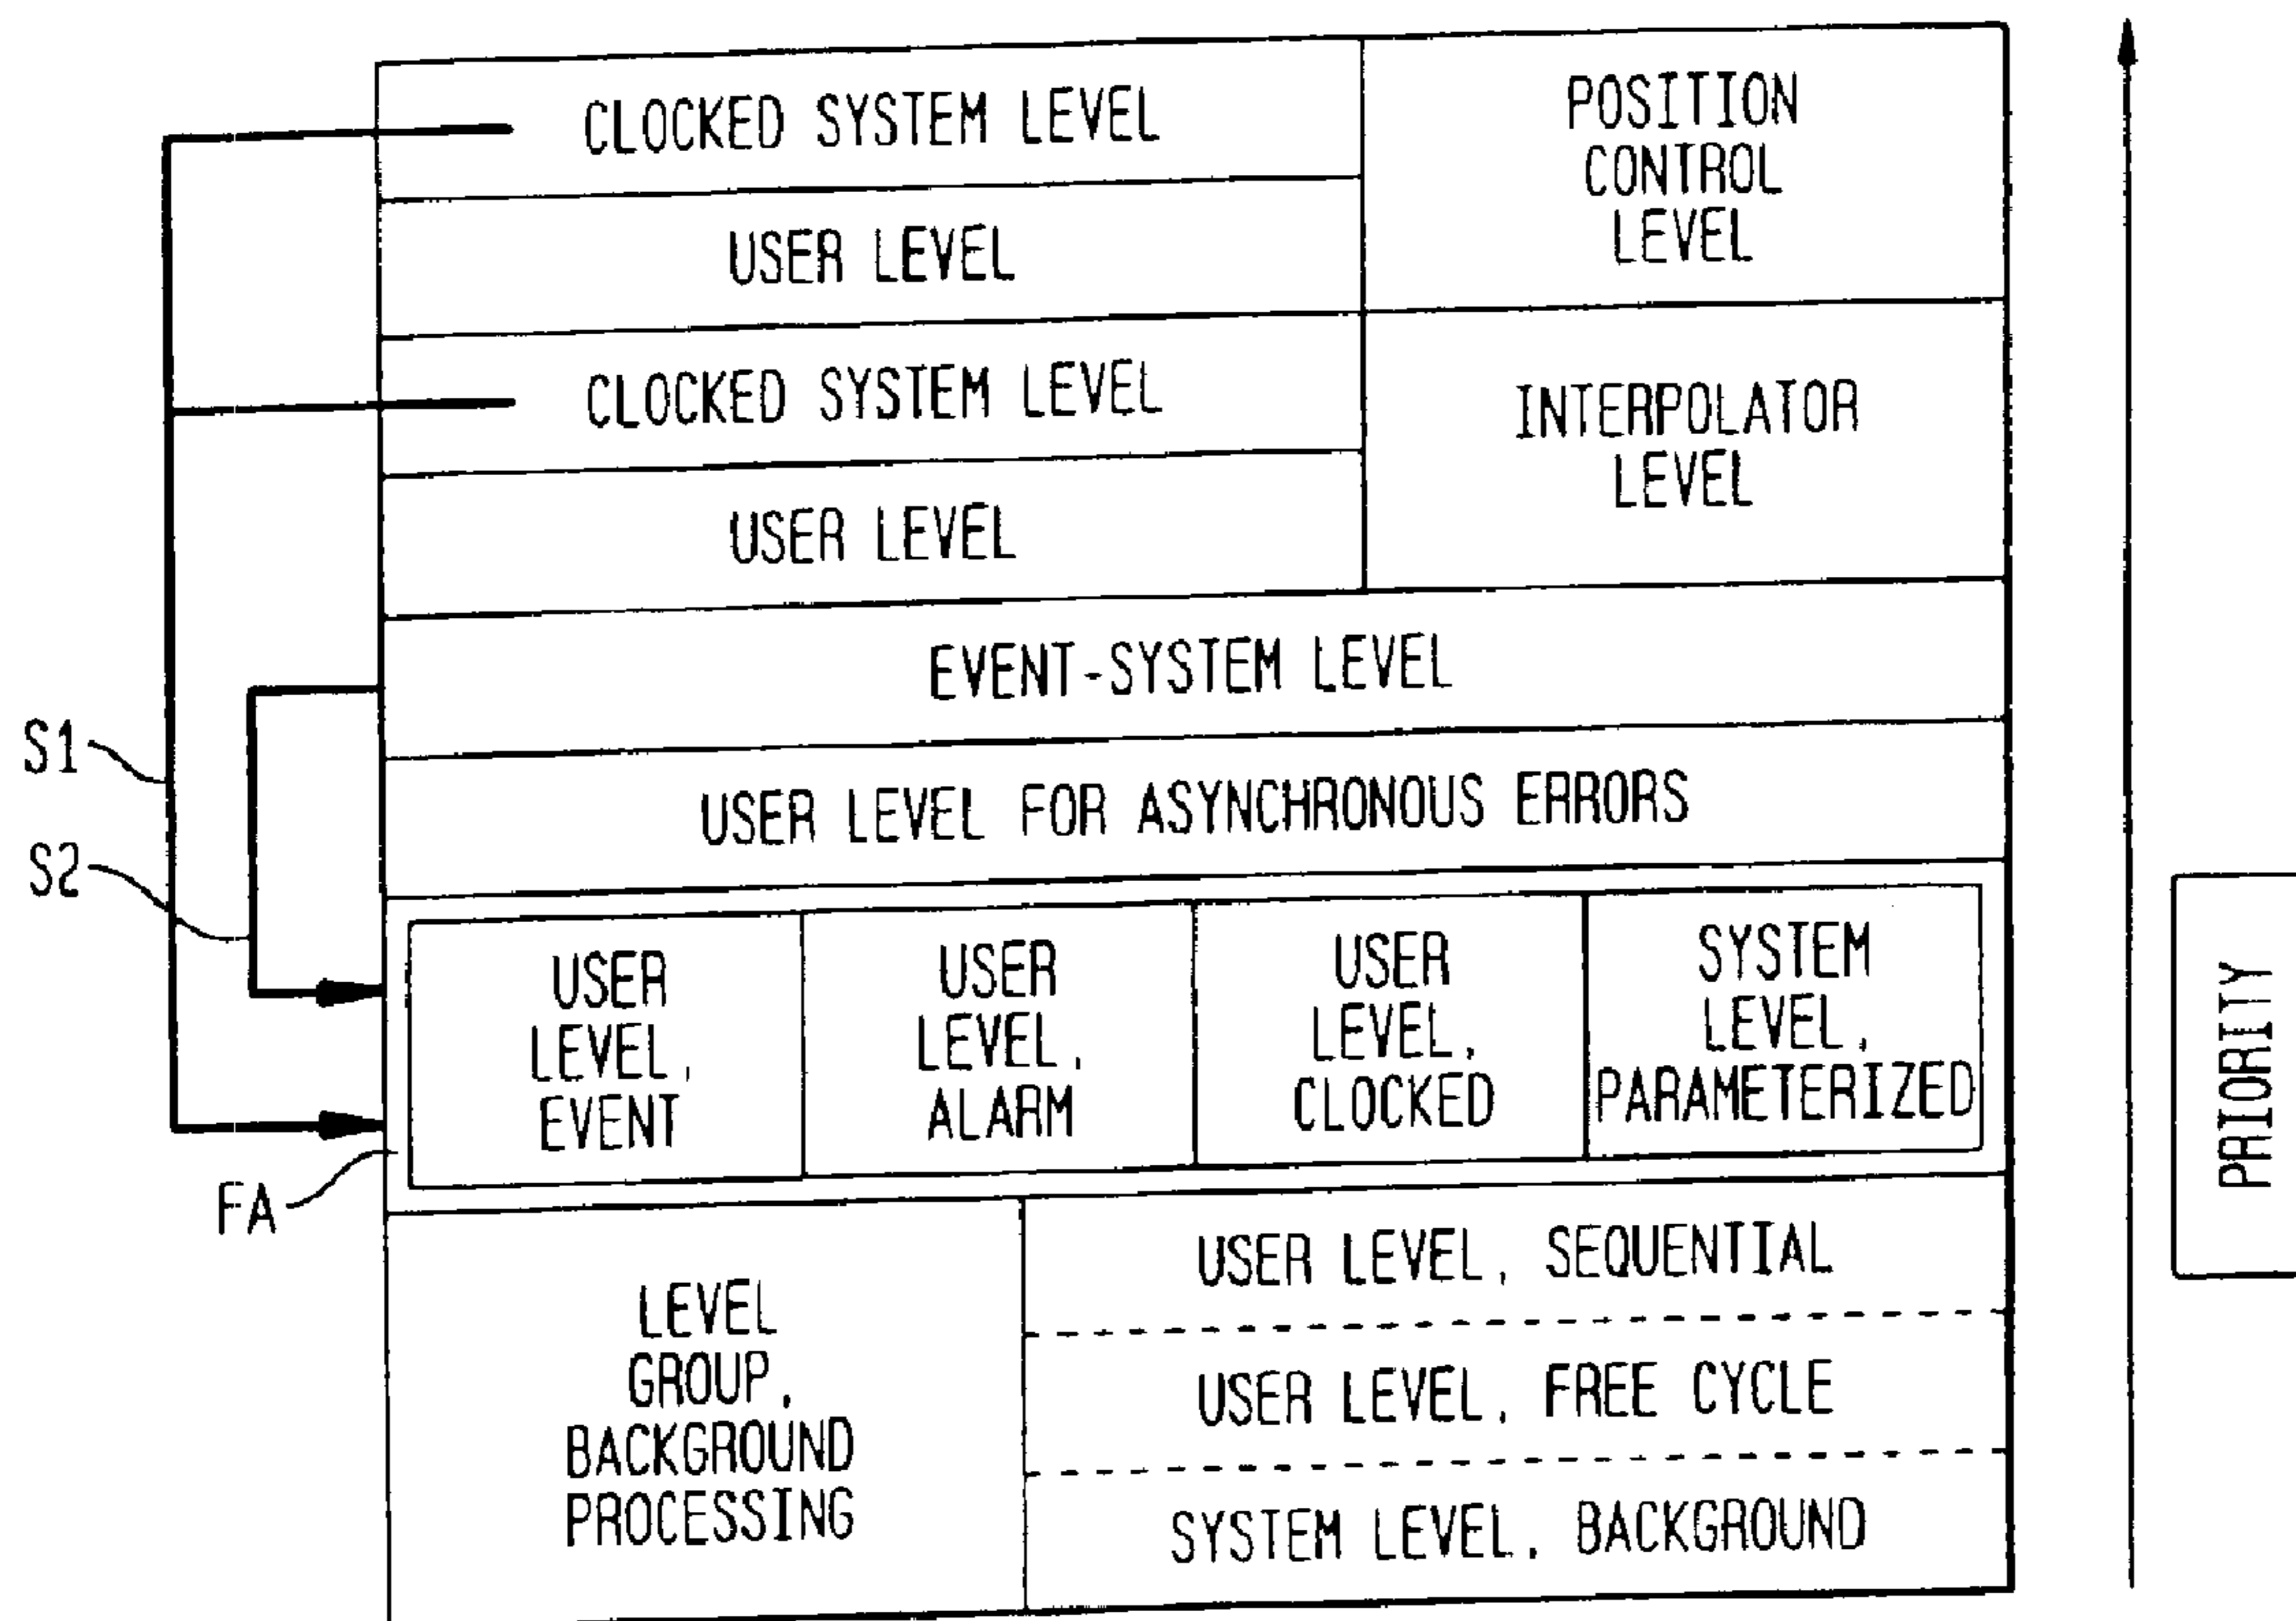 CLOCKED SYSTEM LEVEL
POSITION
CONTROL
LEVEL
USER LEVEL
CLOCKED SYSTEM LEVEL
INTERPOLATOR
LEVEL
USER LEVEL
EVENT-SYSTEM LEVEL
S1
USER LEVEL FOR ASYNCHRONOUS ERRORS
S2
USER
LEVEL,
EVENT
USER
LEVEL,
ALARM
USER
LEVEL,
CLOCKED
SYSTEM
LEVEL,
PARAMETERIZED
PRIORITY
FA
LEVEL
GROUP,
BACKGROUND
PROCESSING
USER LEVEL, SEQUENTIAL
USER LEVEL, FREE CYCLE
SYSTEM LEVEL, BACKGROUND